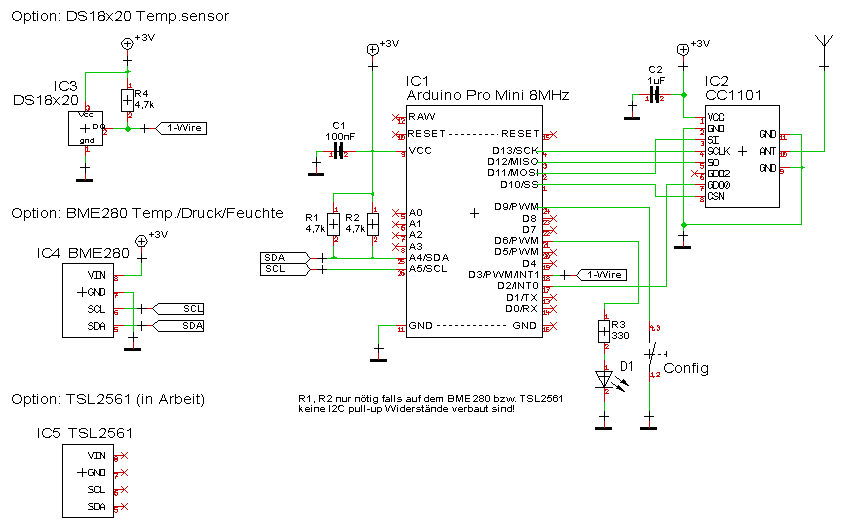 Option: DS18x20 Temp.sensor
+3V
IC3
DS18x20
R4
4,7k
Vcc
DQ
gnd
1-Wire
Option: BME280 Temp./Druck/Feuchte
+3V
IC4 BME280
VIN
GND
SCL
SDA
SCL
SDA
Option: TSL2561 (in Arbeit)
IC5 TSL2561
VIN
GND
SCL
SDA
+3V
C1
100nF
R1
4,7k
R2
4,7k
SDA
SCL
IC1
Arduino Pro Mini 8MHz
RAW
RESET
RESET
VCC
D13/SCK
D12/MISO
D11/MOSI
D10/SS
D9/PWM
A0
D8
A1
D7
A2
D6/PWM
A3
D5/PWM
A4/SDA
D4
A5/SCL
D3/PWM/INT1
D2/INT0
D1/TX
D0/RX
GND
GND
1-Wire
R3
330
D1
Config
+3V
C2
1uF
IC2
CC1101
VCC
GND
SI
SCLK
SO
GDO2
GDO0
CSN
GND
ANT
GND
R1, R2 nur nötig falls auf dem BME280 bzw. TSL2561
keine I2C pull-up Widerstände verbaut sind!